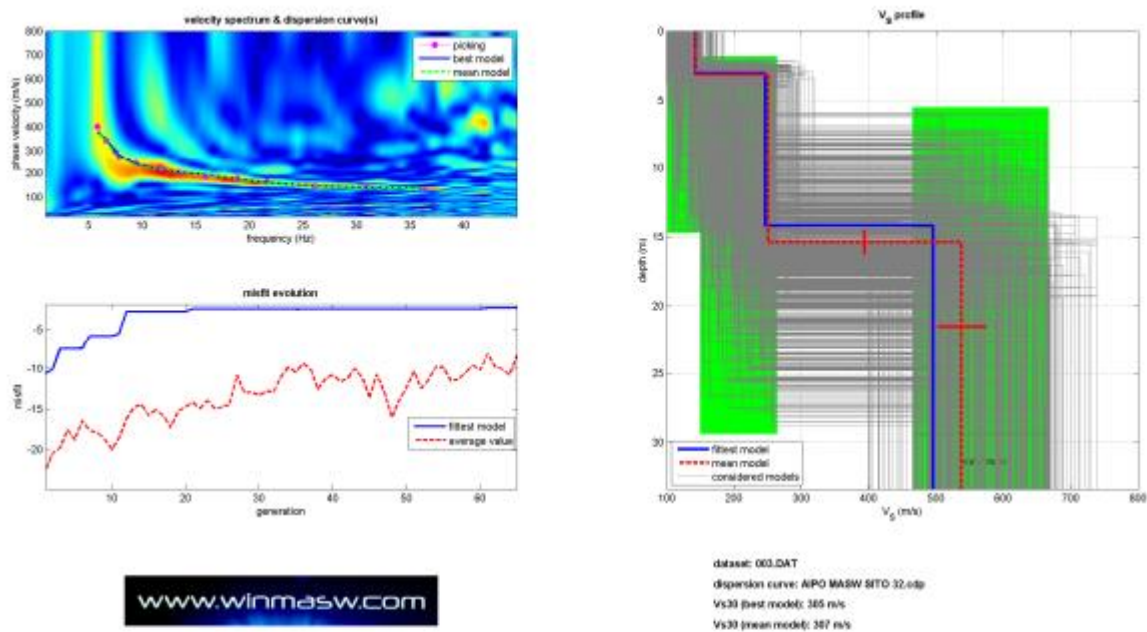 velocity spectrum & dispersion curve(s)
800
700
600
500
400
300
200
100
phase velocity (m/s)
picking
best model
mean model
5 10 15 20 25 30 35 40
frequency (Hz)
misfit evolution
-5
-10
-15
-20
misfit
fittest model
average value
10 20 30 40 50 60
generation
www.winmasw.com
VS profile
0
5
10
15
20
25
30
depth (m)
fittest model
mean model
considered models
100 200 300 400 500 600 700 800
VS (m/s)
dataset: 003.DAT
dispersion curve: AIPO MASW SITO 32.cdp
Vs30 (best model): 305 m/s
Vs30 (mean model): 307 m/s